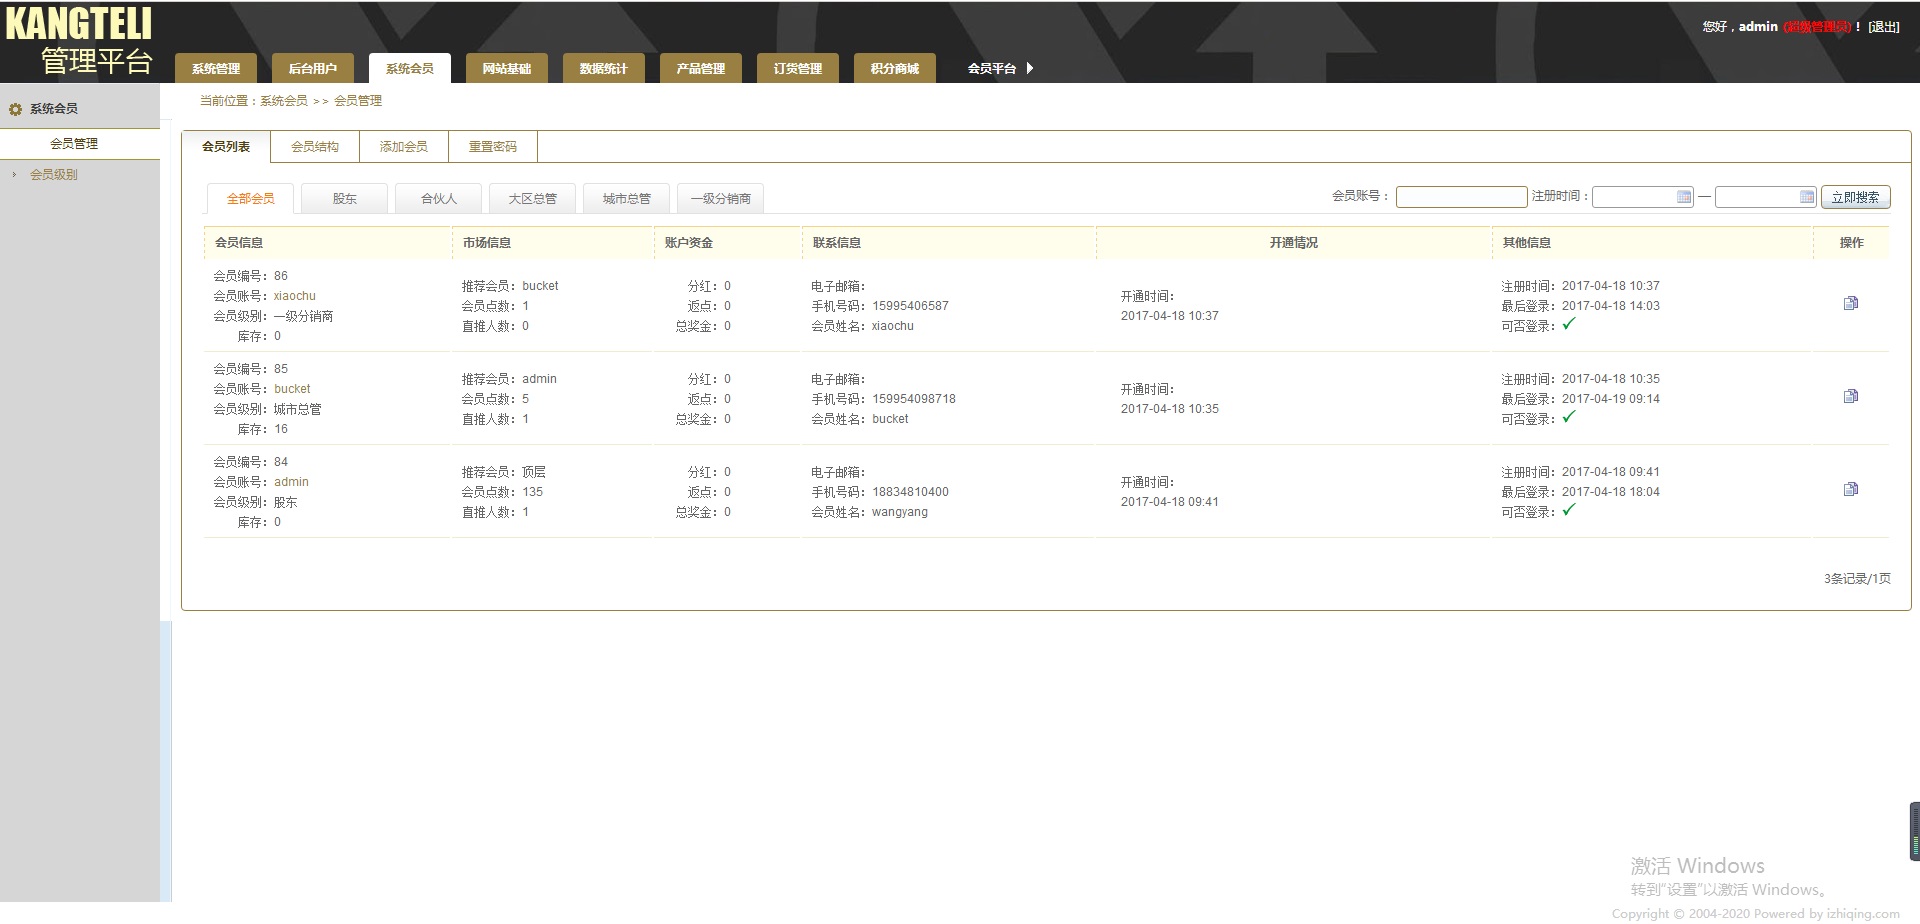 KANGTELI
管理平台
您好，admin (超级管理员)！ [退出]
系统管理 后台用户 系统会员 网站基础 数据统计 产品管理 订货管理 积分商城 会员平台
系统会员
会员管理
会员级别
当前位置：系统会员 >> 会员管理
会员列表 会员结构 添加会员 重置密码
全部会员 股东 合伙人 大区总管 城市总管 一级分销商 会员账号： 注册时间： — 立即搜索
会员信息 市场信息 账户资金 联系信息 开通情况 其他信息 操作
会员编号：86
会员账号：xiaochu
会员级别：一级分销商
库存：0
推荐会员：bucket
会员点数：1
直推人数：0
分红：0
返点：0
总奖金：0
电子邮箱：
手机号码：15995406587
会员姓名：xiaochu
开通时间：
2017-04-18 10:37
注册时间：2017-04-18 10:37
最后登录：2017-04-18 14:03
可否登录：
会员编号：85
会员账号：bucket
会员级别：城市总管
库存：16
推荐会员：admin
会员点数：5
直推人数：1
分红：0
返点：0
总奖金：0
电子邮箱：
手机号码：159954098718
会员姓名：bucket
开通时间：
2017-04-18 10:35
注册时间：2017-04-18 10:35
最后登录：2017-04-19 09:14
可否登录：
会员编号：84
会员账号：admin
会员级别：股东
库存：0
推荐会员：顶层
会员点数：135
直推人数：1
分红：0
返点：0
总奖金：0
电子邮箱：
手机号码：18834810400
会员姓名：wangyang
开通时间：
2017-04-18 09:41
注册时间：2017-04-18 09:41
最后登录：2017-04-18 18:04
可否登录：
3条记录/1页
激活 Windows
转到"设置"以激活 Windows。
Copyright © 2004-2020 Powered by izhiqing.com